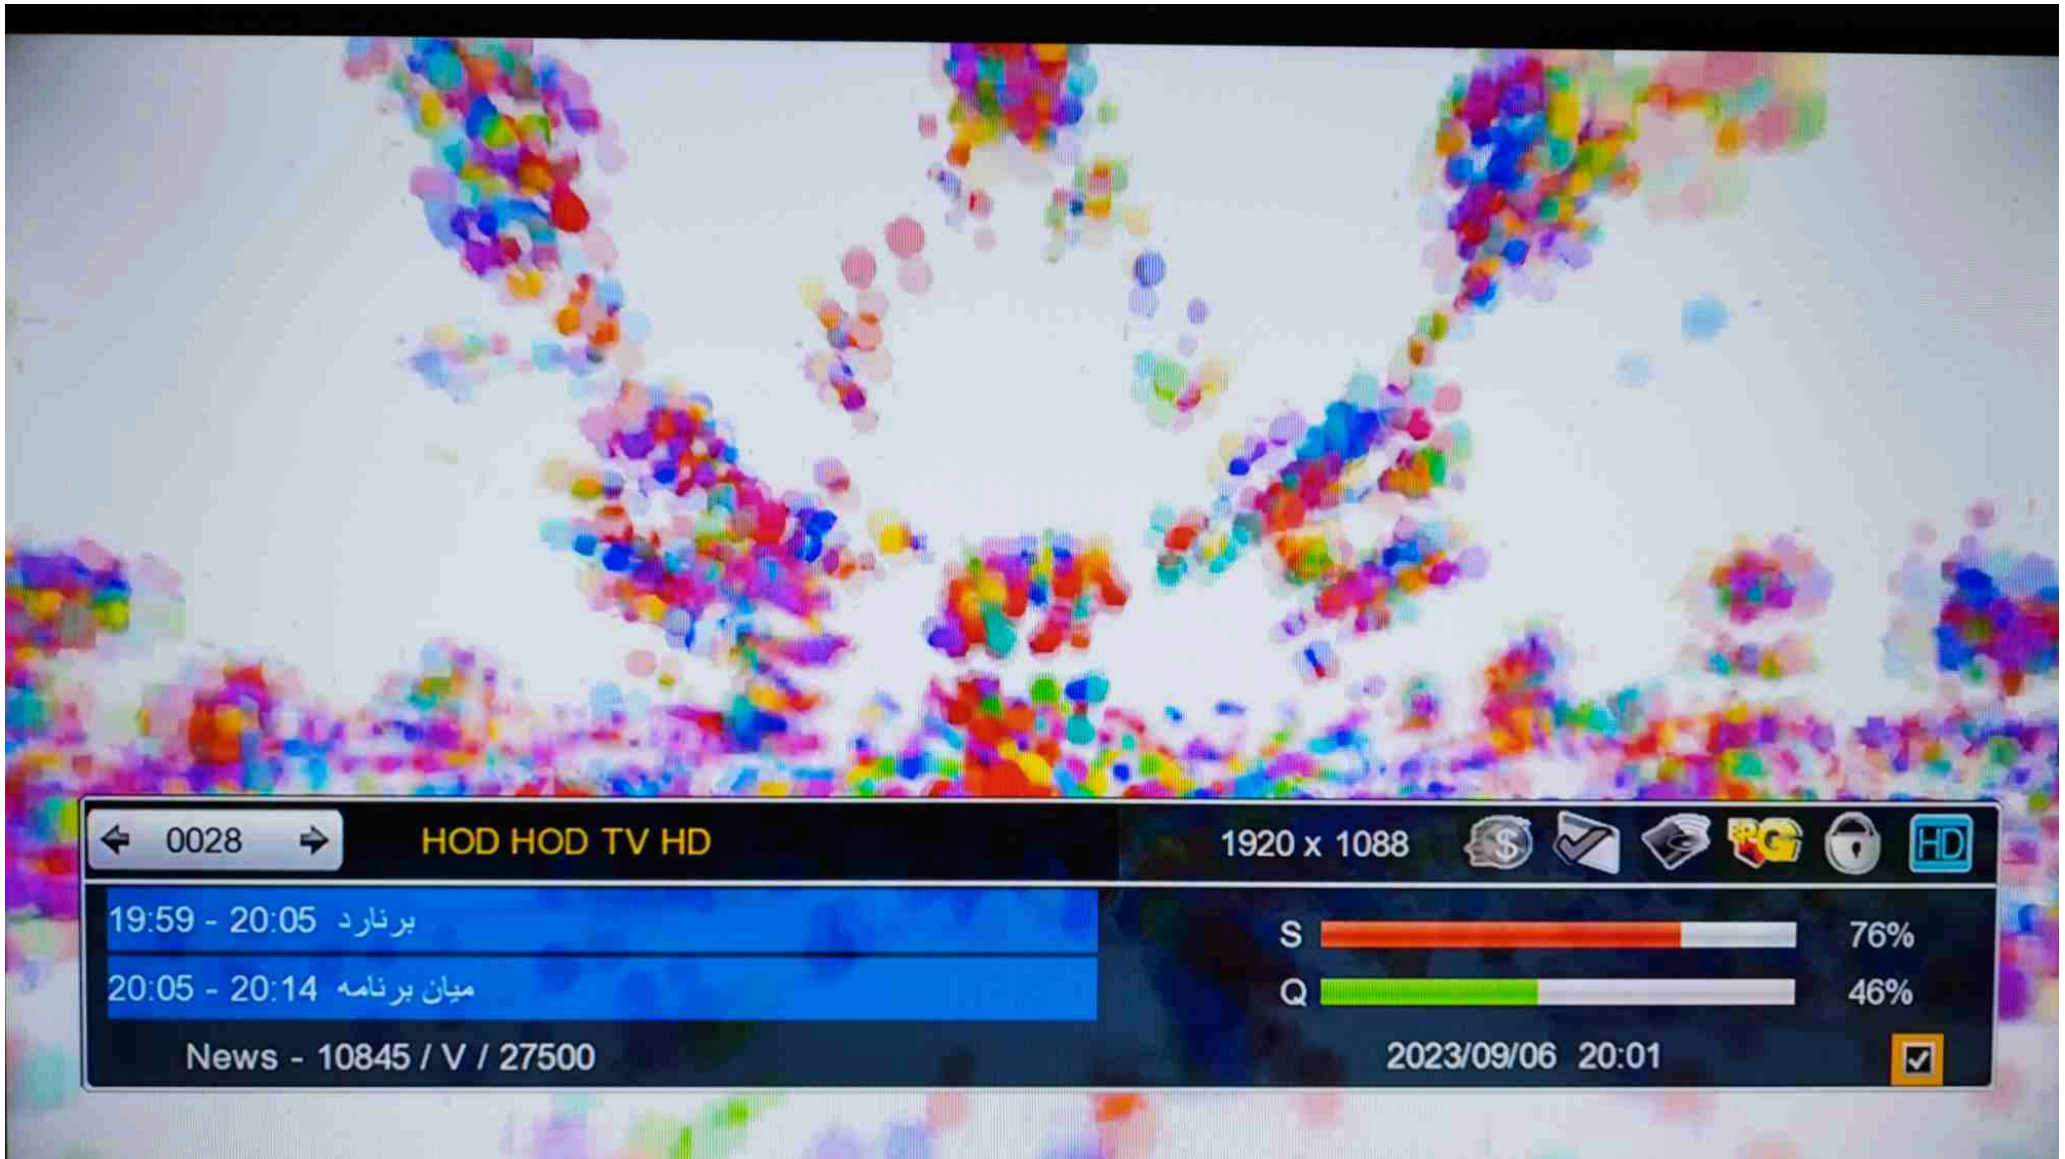 0028
HOD HOD TV HD
1920 x 1088
HD
19:59 - 20:05 برنارد
20:05 - 20:14 میان برنامه
S 76%
Q 46%
News - 10845 / V / 27500
2023/09/06 20:01